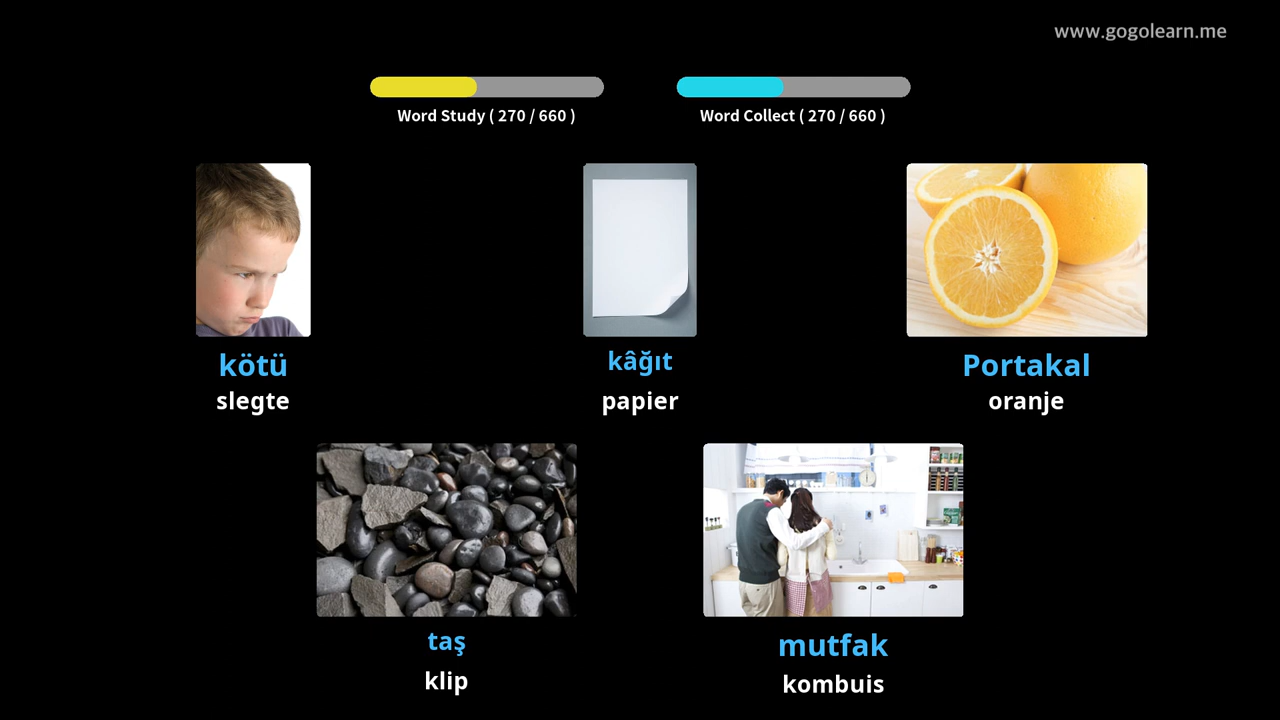 www.gogolearn.me
Word Study ( 270 / 660 )
Word Collect ( 270 / 660 )
kötü
slegte
kâğıt
papier
Portakal
oranje
taş
klip
mutfak
kombuis